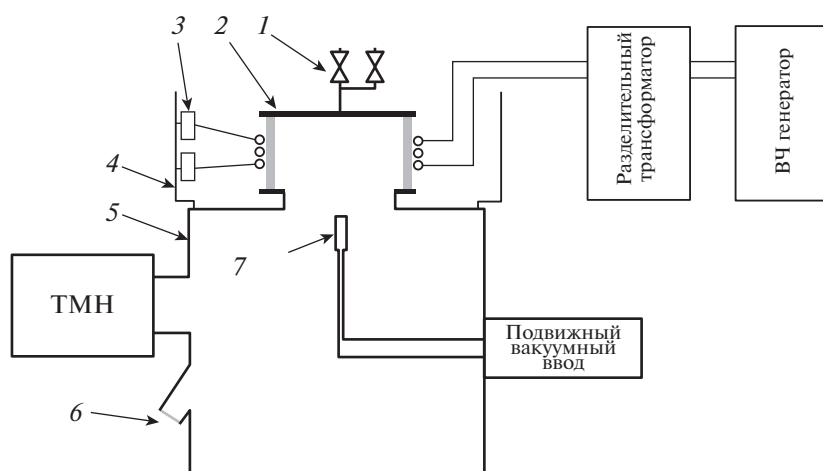 1
2
3
4
5
6
7
Разделительный
трансформатор
ВЧ генератор
ТМН
Подвижный
вакуумный
ввод